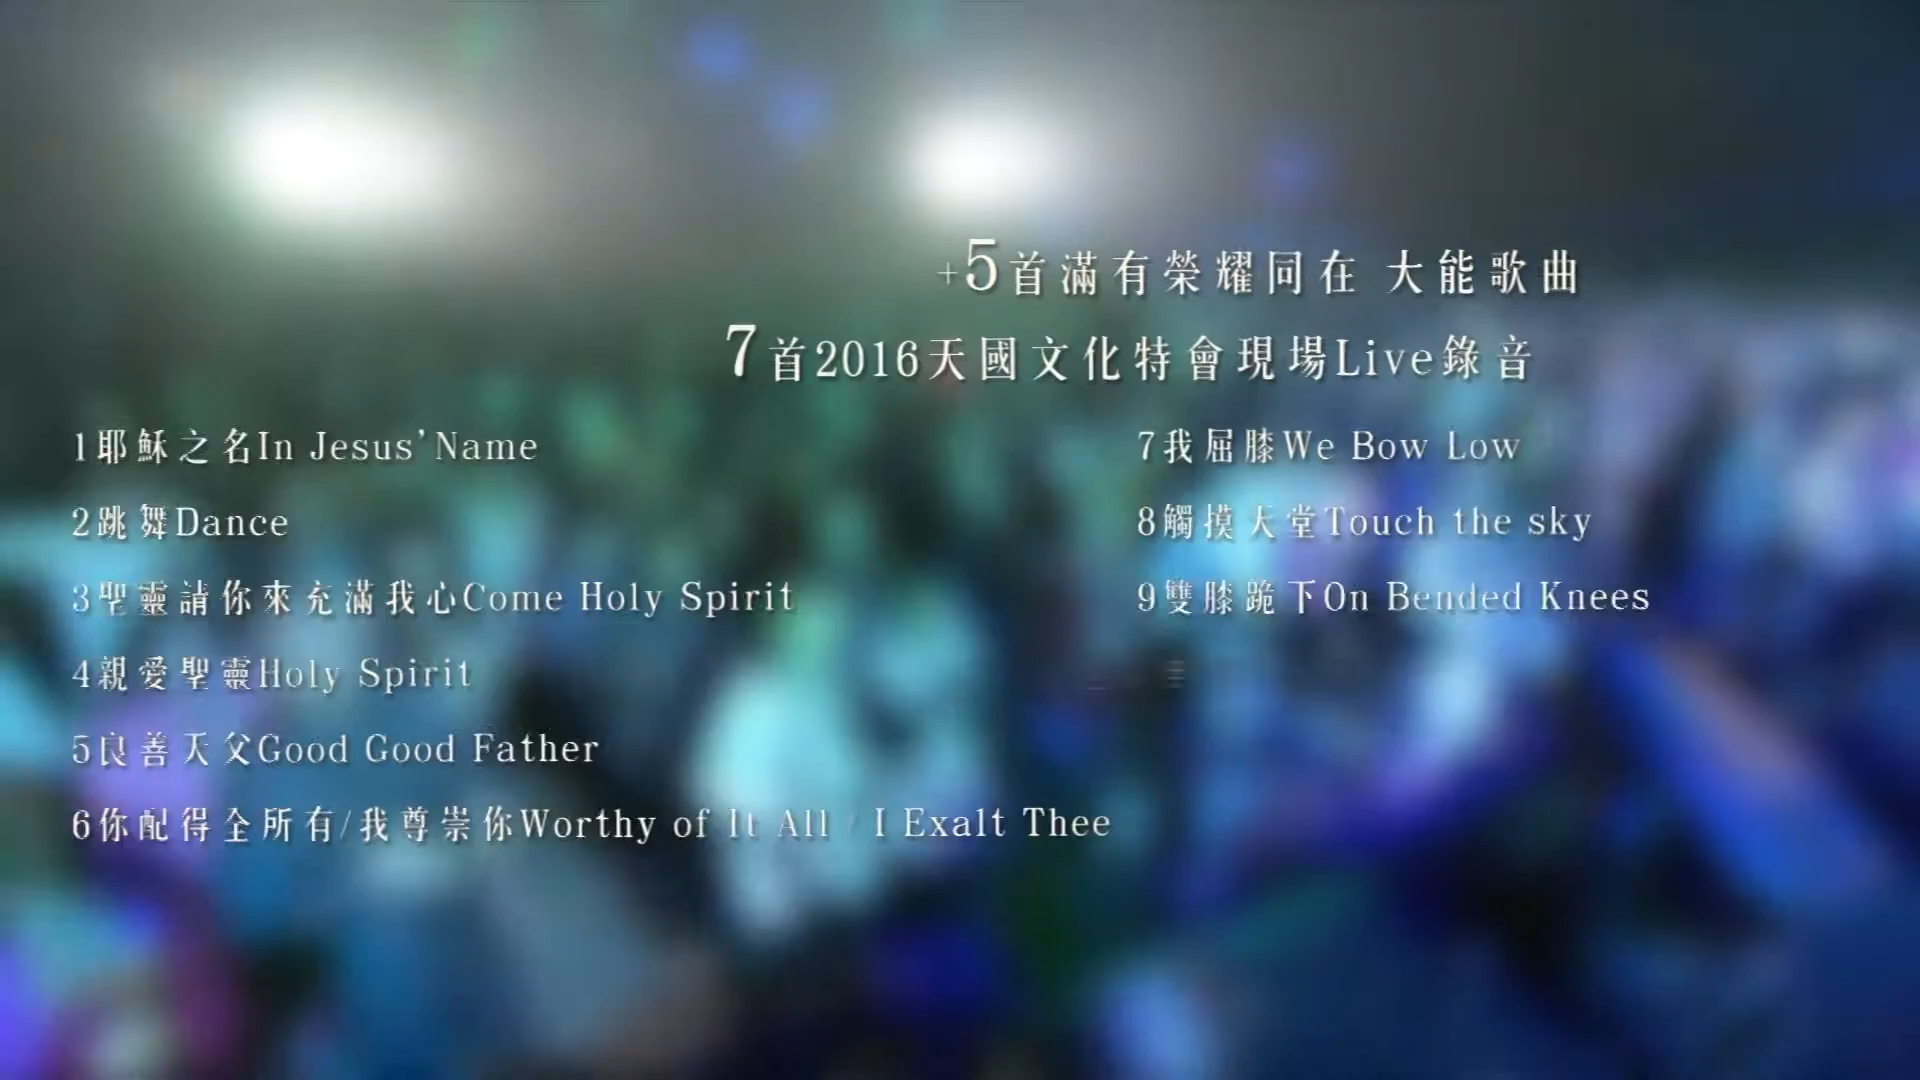 +5首滿有榮耀同在 大能歌曲
7首2016天國文化特會現場Live錄音
1耶穌之名In Jesus'Name
2跳舞Dance
3聖靈請你來充滿我心Come Holy Spirit
4親愛聖靈Holy Spirit
5良善天父Good Good Father
6你配得全所有/我尊崇你Worthy of It All / I Exalt Thee
7我屈膝We Bow Low
8觸摸天堂Touch the sky
9雙膝跪下On Bended Knees